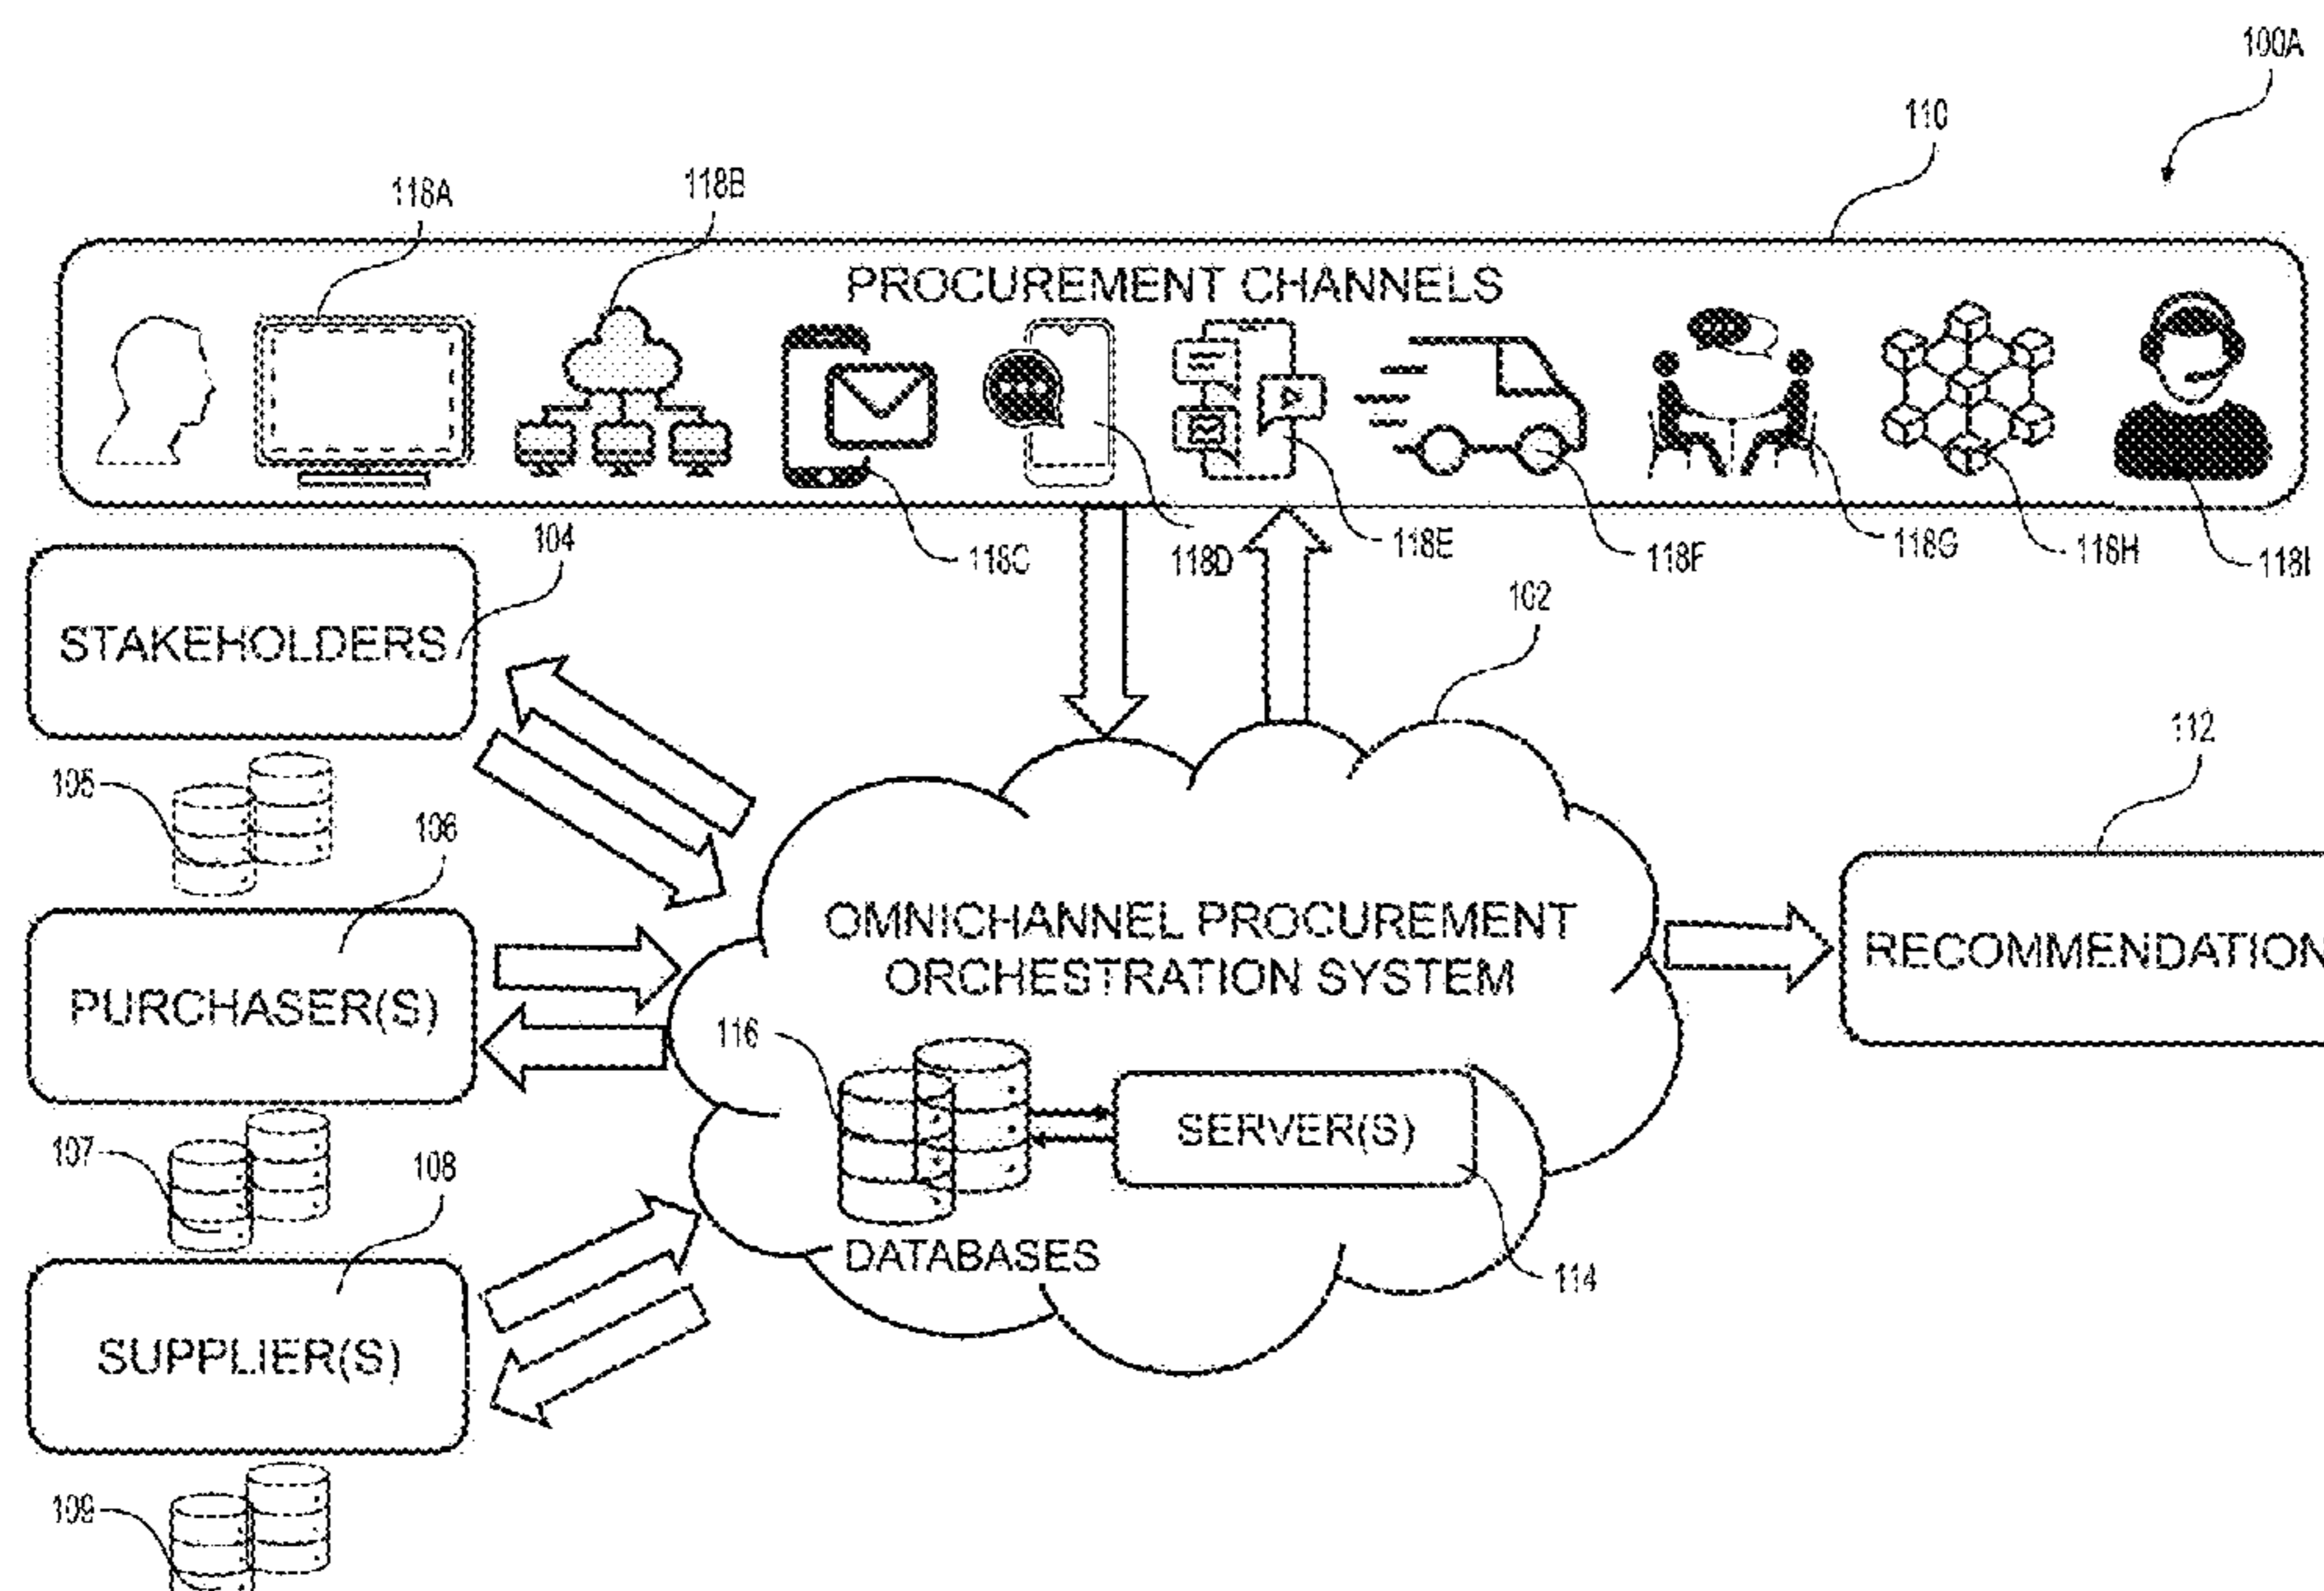 100A
110
118A
118B
PROCUREMENT CHANNELS
118C
118D
118E
118F
118G
118H
118I
104
STAKEHOLDERS
102
105
106
112
PURCHASER(S)
OMNICHANNEL PROCUREMENT
ORCHESTRATION SYSTEM
RECOMMENDATION
116
SERVER(S)
107
108
DATABASES
114
SUPPLIER(S)
109